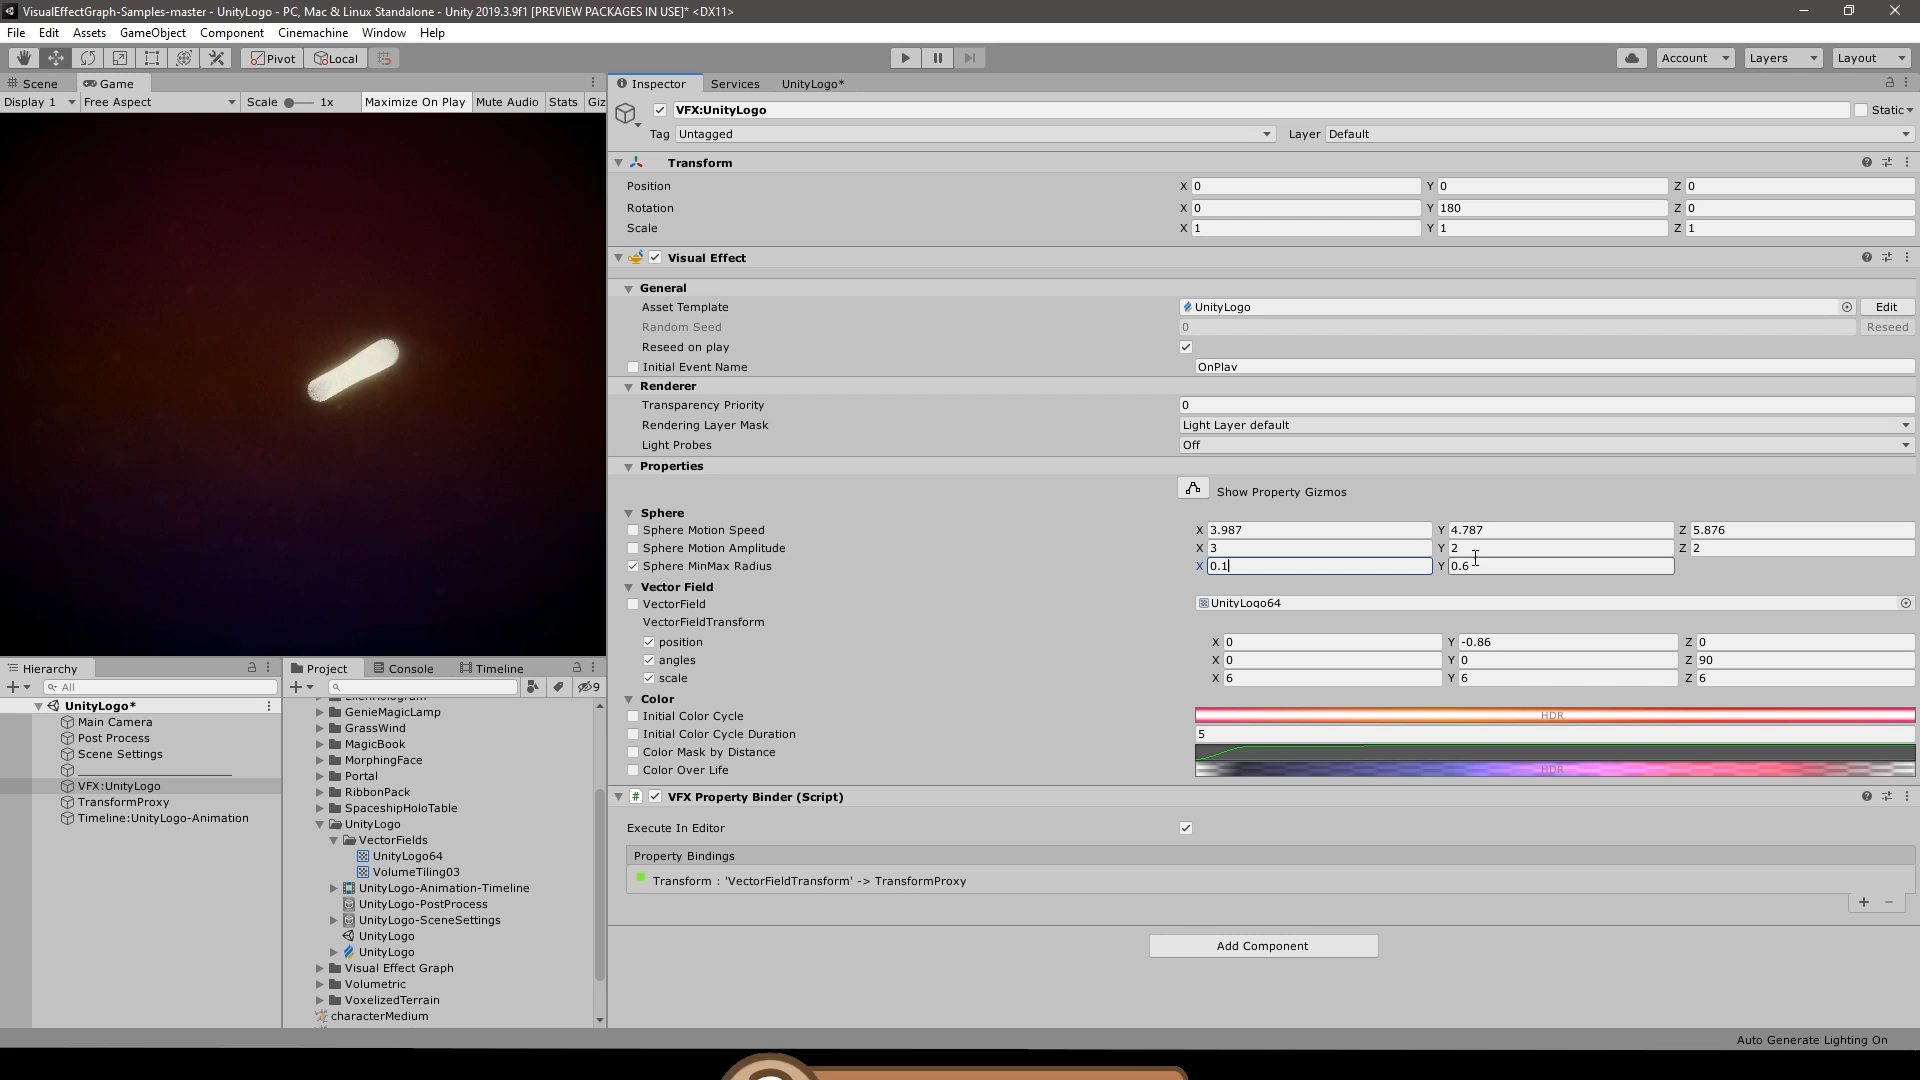 VisualEffectGraph-Samples-master - UnityLogo - PC, Mac & Linux Standalone - Unity 2019.3.9f1 [PREVIEW PACKAGES IN USE]* <DX11>
File Edit Assets GameObject Component Cinemachine Window Help
Pivot Local Account Layers Layout
Scene Game
Display 1 Free Aspect Scale 1x Maximize On Play Mute Audio Stats Giz
Inspector Services UnityLogo*
VFX:UnityLogo Static
Tag Untagged Layer Default
Transform
Position X 0 Y 0 Z 0
Rotation X 0 Y 180 Z 0
Scale X 1 Y 1 Z 1
Visual Effect
General
Asset Template UnityLogo Edit
Random Seed 0 Reseed
Reseed on play
Initial Event Name OnPlay
Renderer
Transparency Priority 0
Rendering Layer Mask Light Layer default
Light Probes Off
Properties
Show Property Gizmos
Sphere
Sphere Motion Speed X 3.987 Y 4.787 Z 5.876
Sphere Motion Amplitude X 3 Y 2 Z 2
Sphere MinMax Radius X 0.1 Y 0.6
Vector Field
VectorField UnityLogo64
VectorFieldTransform
position X 0 Y -0.86 Z 0
angles X 0 Y 0 Z 90
scale X 6 Y 6 Z 6
Color
Initial Color Cycle HDR
Initial Color Cycle Duration 5
Color Mask by Distance
Color Over Life HDR
VFX Property Binder (Script)
Execute In Editor
Property Bindings
Transform : 'VectorFieldTransform' -> TransformProxy
Add Component
Hierarchy
All
UnityLogo*
Main Camera
Post Process
Scene Settings
____________________
VFX:UnityLogo
TransformProxy
Timeline:UnityLogo-Animation
Project Console Timeline
9
GenieMagicLamp
GrassWind
MagicBook
MorphingFace
Portal
RibbonPack
SpaceshipHoloTable
UnityLogo
VectorFields
UnityLogo64
VolumeTiling03
UnityLogo-Animation-Timeline
UnityLogo-PostProcess
UnityLogo-SceneSettings
UnityLogo
UnityLogo
Visual Effect Graph
Volumetric
VoxelizedTerrain
characterMedium
Auto Generate Lighting On